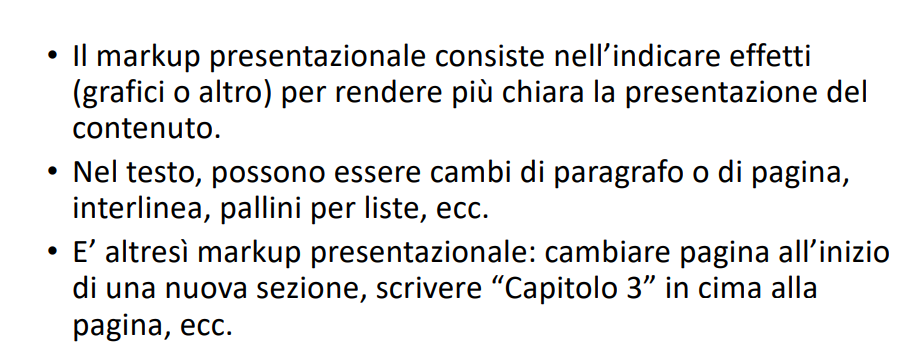 • Il markup presentazionale consiste nell’indicare effetti
(grafici o altro) per rendere più chiara la presentazione del
contenuto.
• Nel testo, possono essere cambi di paragrafo o di pagina,
interlinea, pallini per liste, ecc.
• E’ altresì markup presentazionale: cambiare pagina all’inizio
di una nuova sezione, scrivere “Capitolo 3” in cima alla
pagina, ecc.